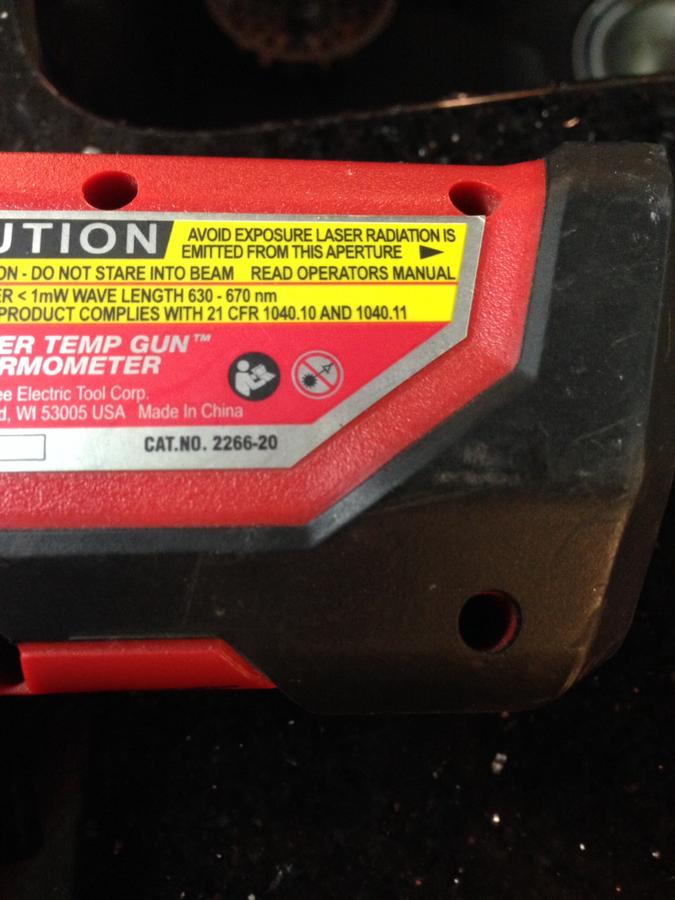 UTION
AVOID EXPOSURE LASER RADIATION IS
EMITTED FROM THIS APERTURE
ON - DO NOT STARE INTO BEAM READ OPERATORS MANUAL
ER < 1mW WAVE LENGTH 630 - 670 nm
PRODUCT COMPLIES WITH 21 CFR 1040.10 AND 1040.11
ER TEMP GUN™
RMOMETER
ee Electric Tool Corp.
d, WI 53005 USA Made In China
CAT.NO. 2266-20